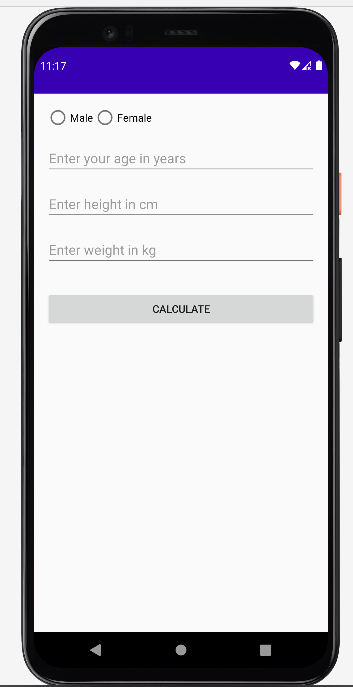 11:17
Male Female
Enter your age in years
Enter height in cm
Enter weight in kg
CALCULATE